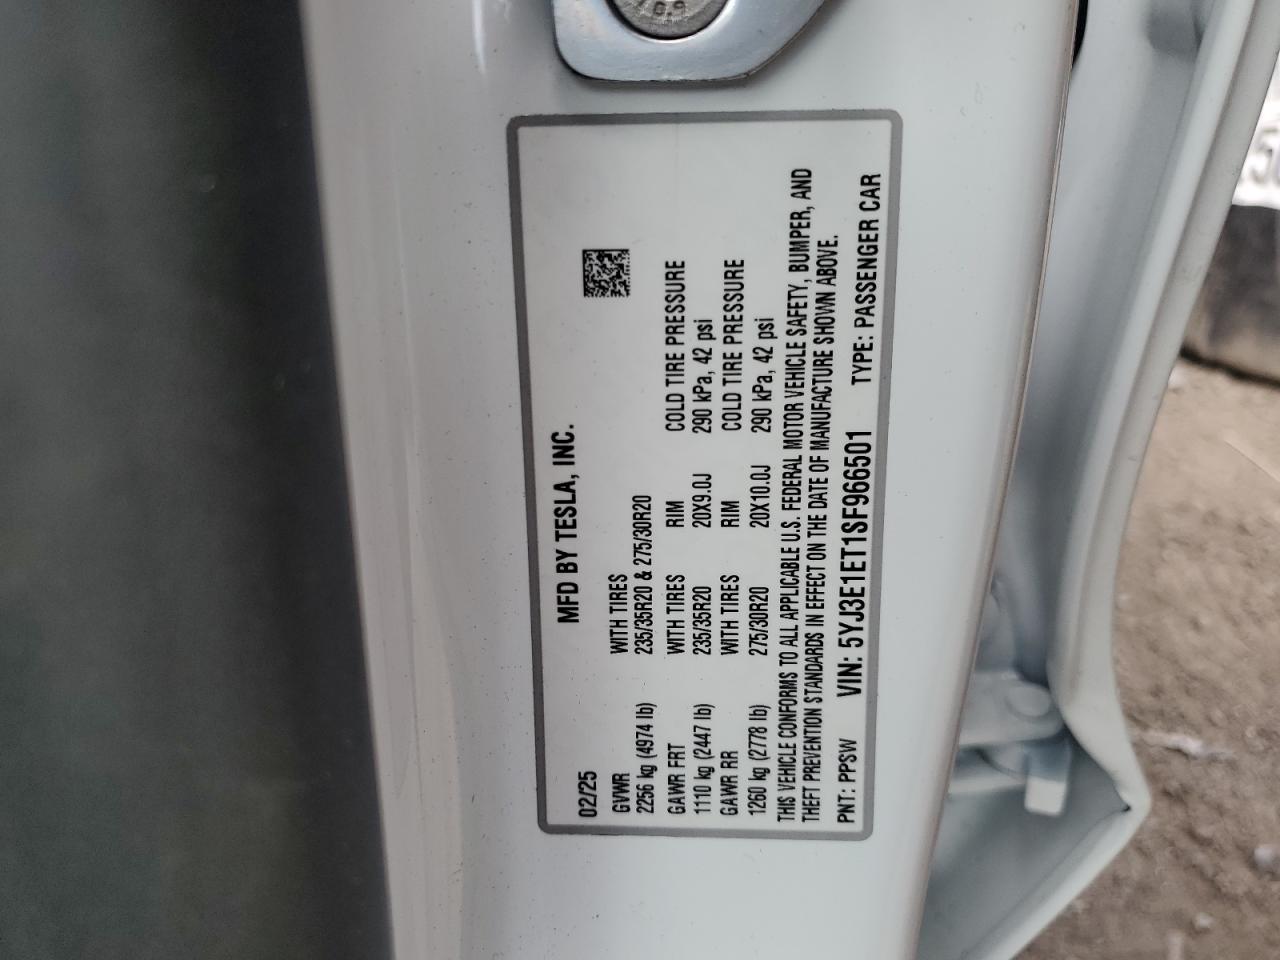 MFD BY TESLA, INC.
02/25
GVWR WITH TIRES
2256 kg (4974 lb) 235/35R20 & 275/30R20
GAWR FRT WITH TIRES RIM COLD TIRE PRESSURE
1110 kg (2447 lb) 235/35R20 20X9.0J 290 kPa, 42 psi
GAWR RR WITH TIRES RIM COLD TIRE PRESSURE
1260 kg (2778 lb) 275/30R20 20X10.0J 290 kPa, 42 psi
THIS VEHICLE CONFORMS TO ALL APPLICABLE U.S. FEDERAL MOTOR VEHICLE SAFETY, BUMPER, AND
THEFT PREVENTION STANDARDS IN EFFECT ON THE DATE OF MANUFACTURE SHOWN ABOVE.
PNT: PPSW VIN: 5YJ3E1ET1SF966501 TYPE: PASSENGER CAR